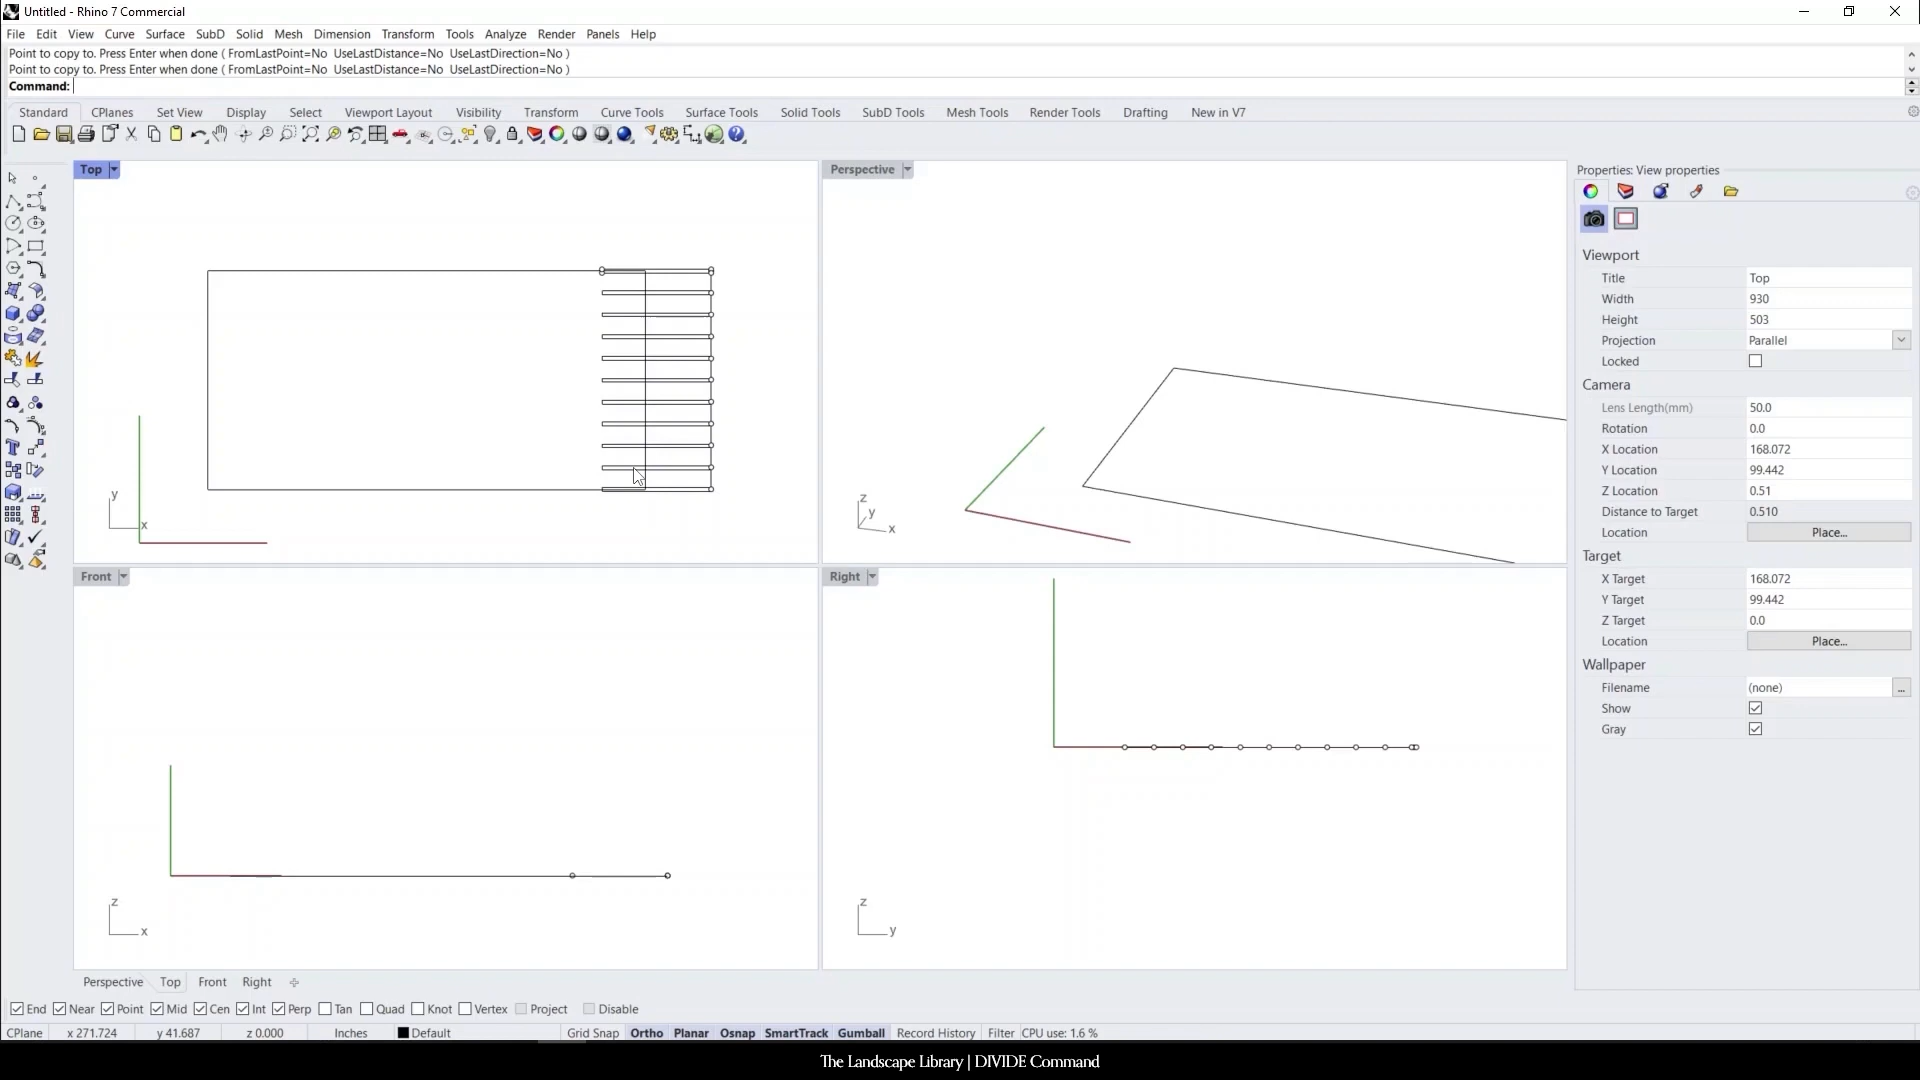 Untitled - Rhino 7 Commercial
File Edit View Curve Surface SubD Solid Mesh Dimension Transform Tools Analyze Render Panels Help
Point to copy to. Press Enter when done ( FromLastPoint=No UseLastDistance=No UseLastDirection=No )
Point to copy to. Press Enter when done ( FromLastPoint=No UseLastDistance=No UseLastDirection=No )
Command:
Standard CPlanes Set View Display Select Viewport Layout Visibility Transform Curve Tools Surface Tools Solid Tools SubD Tools Mesh Tools Render Tools Drafting New in V7
Top
y
x
Perspective
z
y
x
Front
z
x
Right
z
y
Properties: View properties
Viewport
Title Top
Width 930
Height 503
Projection Parallel
Locked
Camera
Lens Length(mm) 50.0
Rotation 0.0
X Location 168.072
Y Location 99.442
Z Location 0.51
Distance to Target 0.510
Location Place...
Target
X Target 168.072
Y Target 99.442
Z Target 0.0
Location Place...
Wallpaper
Filename (none) ...
Show
Gray
Perspective Top Front Right
End Near Point Mid Cen Int Perp Tan Quad Knot Vertex Project Disable
CPlane x 271.724 y 41.687 z 0.000 Inches Default Grid Snap Ortho Planar Osnap SmartTrack Gumball Record History Filter CPU use: 1.6 %
The Landscape Library | DIVIDE Command